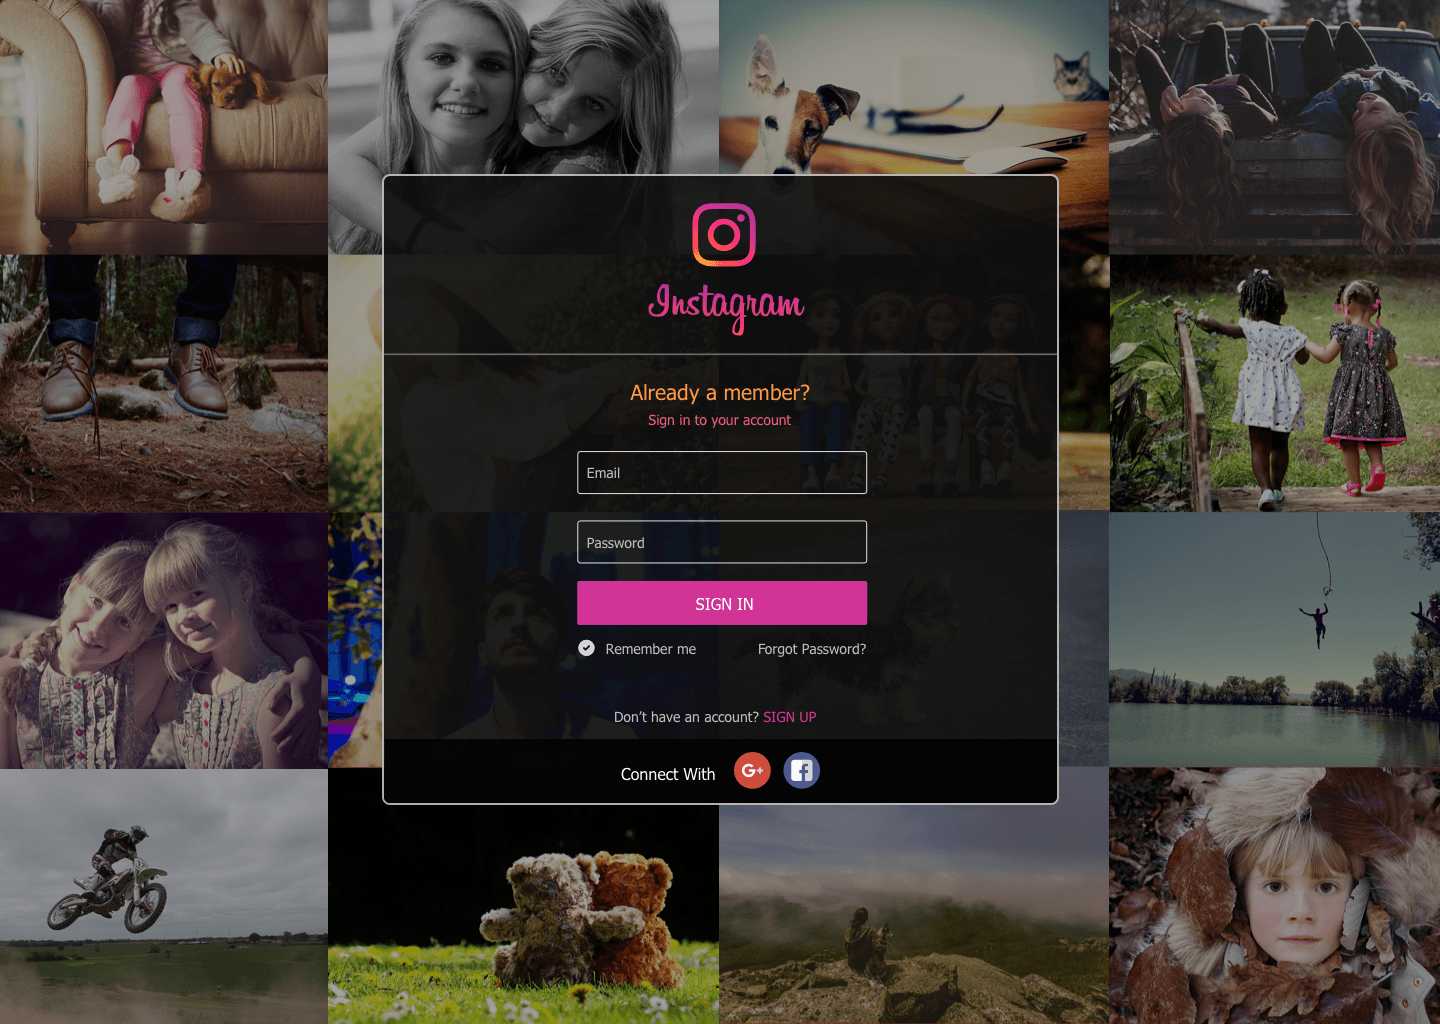 Instagram
Already a member?
Sign in to your account
Email
Password
SIGN IN
Remember me
Forgot Password?
Don’t have an account? SIGN UP
Connect With G+ f